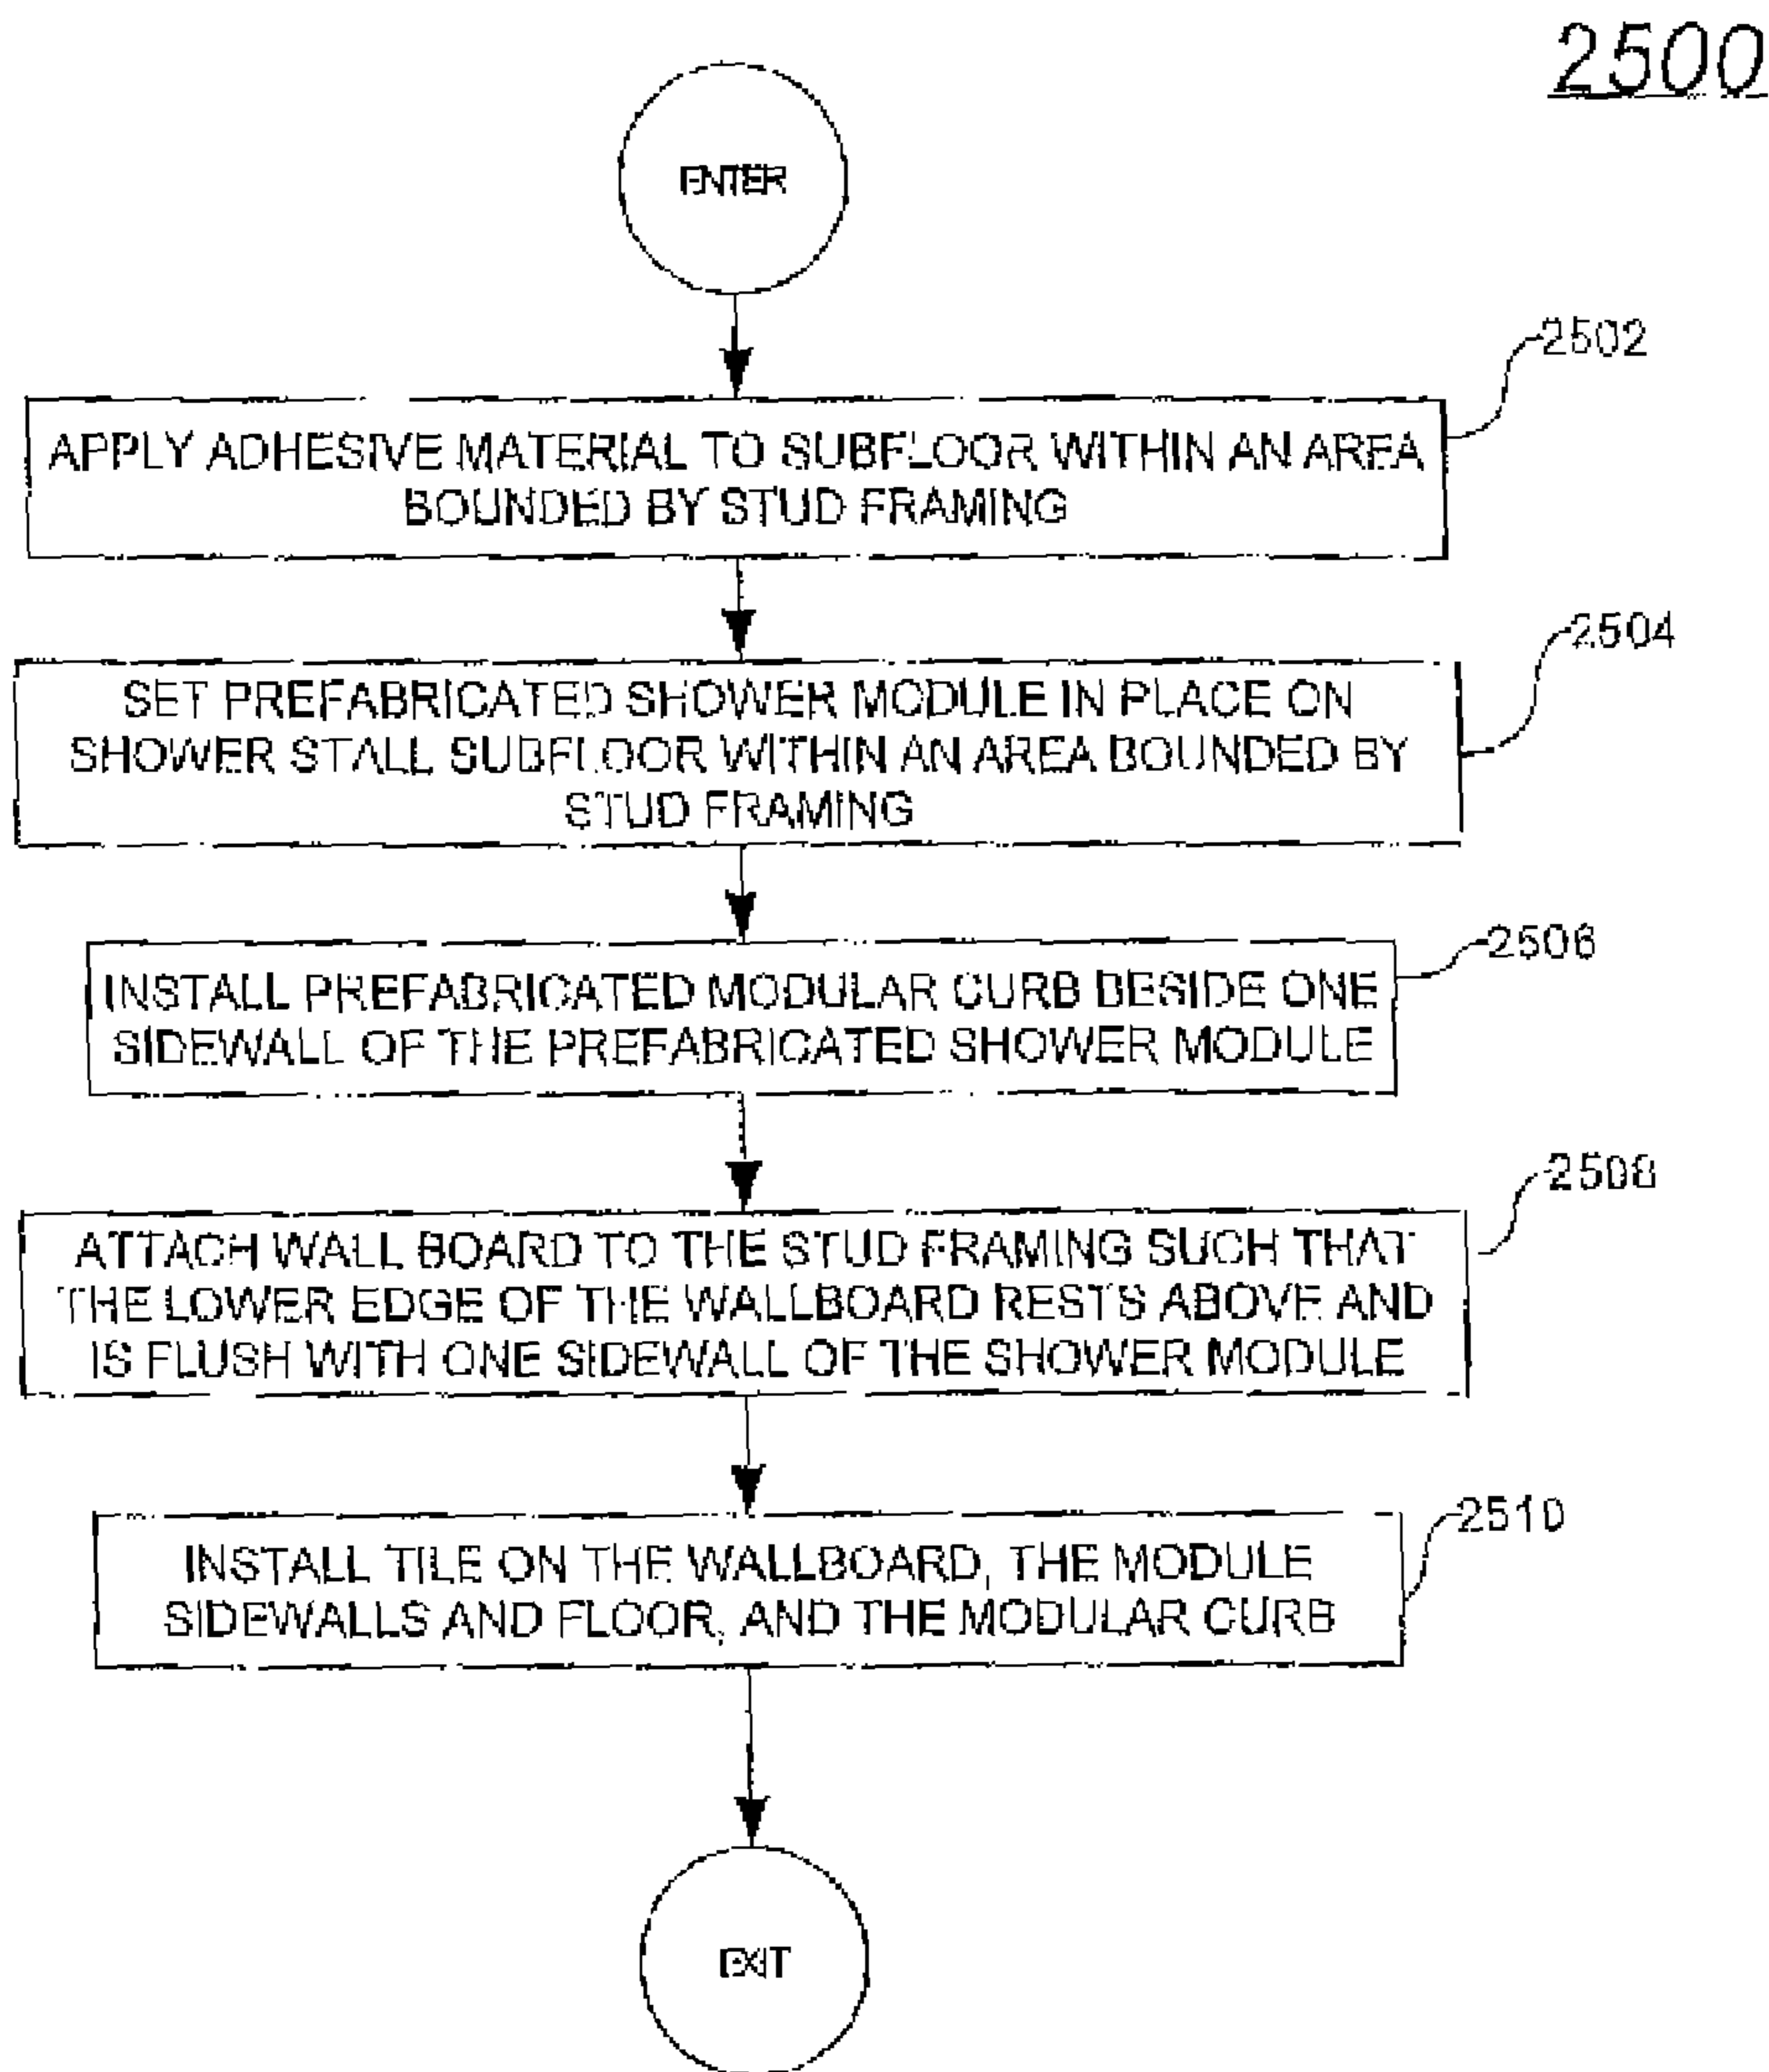 2500
ENTER
2502
APPLY ADHESIVE MATERIAL TO SUBFLOOR WITHIN AN AREA
BOUNDED BY STUD FRAMING
2504
SET PREFABRICATED SHOWER MODULE IN PLACE ON
SHOWER STALL SUBFLOOR WITHIN AN AREA BOUNDED BY
STUD FRAMING
2506
INSTALL PREFABRICATED MODULAR CURB BESIDE ONE
SIDEWALL OF THE PREFABRICATED SHOWER MODULE
2508
ATTACH WALL BOARD TO THE STUD FRAMING SUCH THAT
THE LOWER EDGE OF THE WALLBOARD RESTS ABOVE AND
IS FLUSH WITH ONE SIDEWALL OF THE SHOWER MODULE
2510
INSTALL TILE ON THE WALLBOARD, THE MODULE
SIDEWALLS AND FLOOR, AND THE MODULAR CURB
EXIT